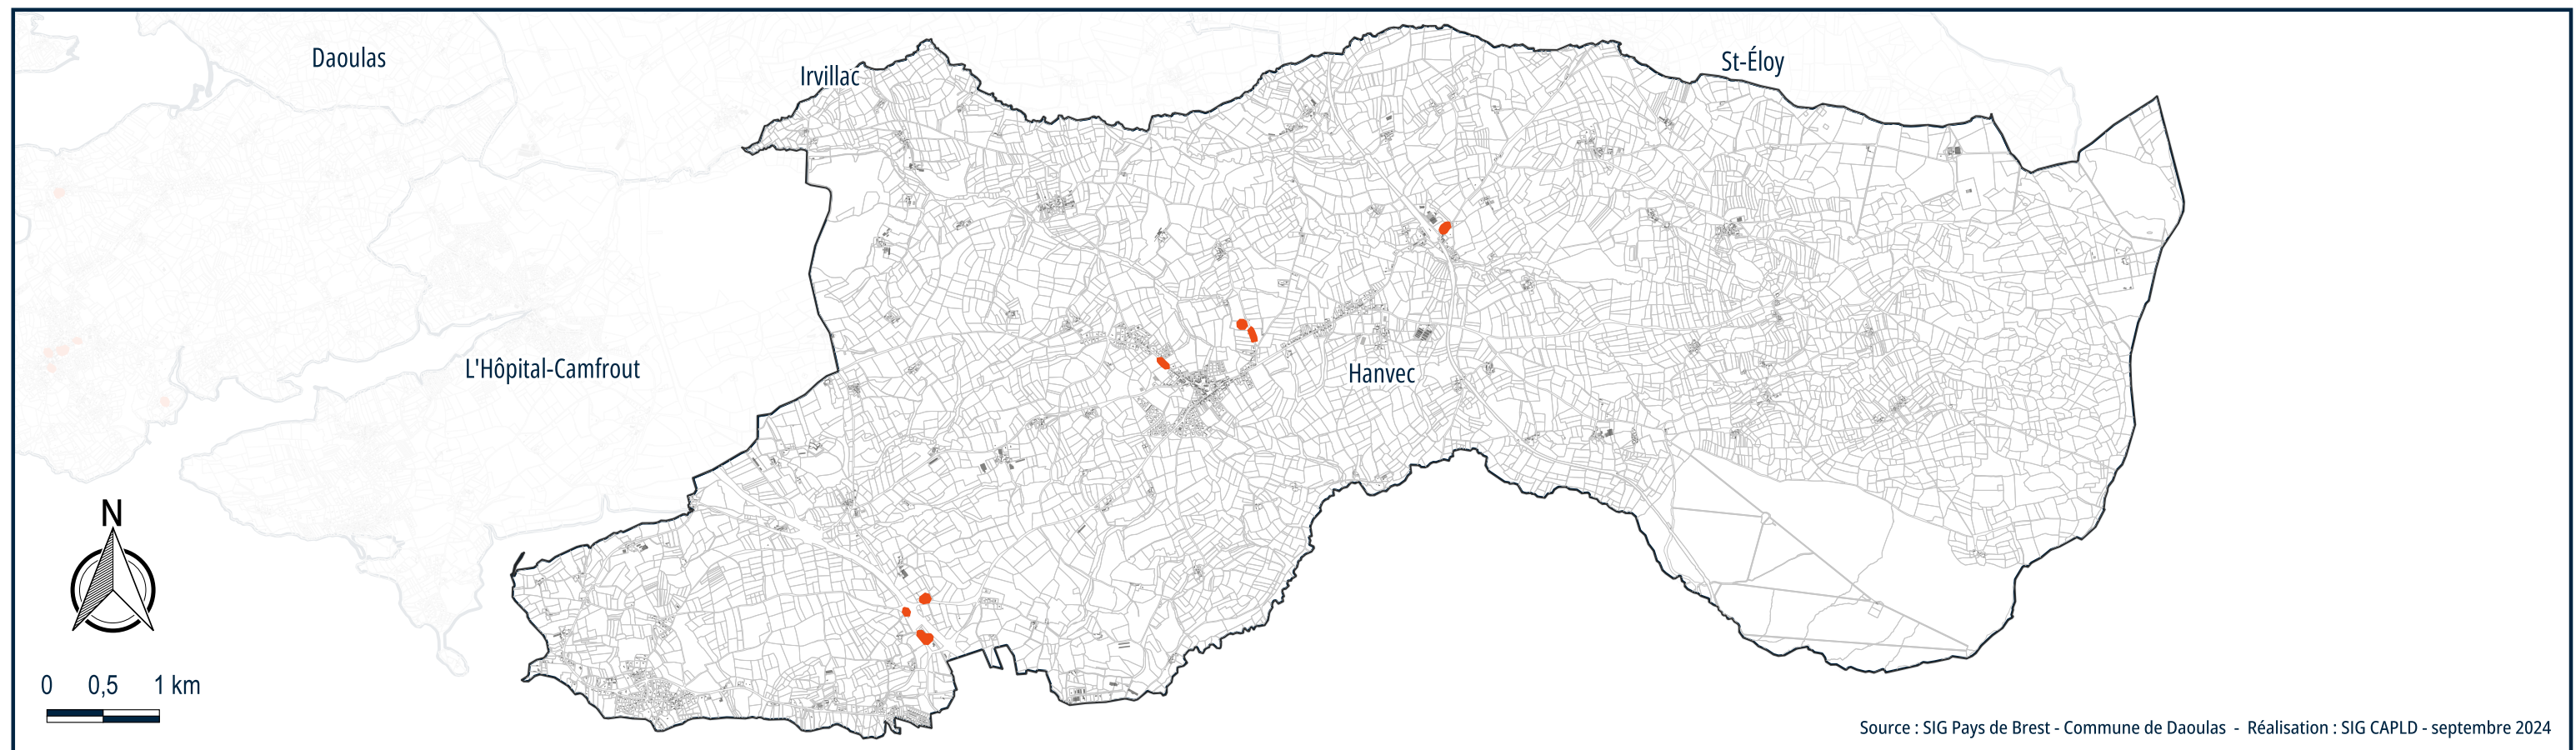 Daoulas
Irvillac
St-Éloy
L'Hôpital-Camfrout
Hanvec
N
0 0,5 1 km
Source : SIG Pays de Brest - Commune de Daoulas - Réalisation : SIG CAPLD - septembre 2024